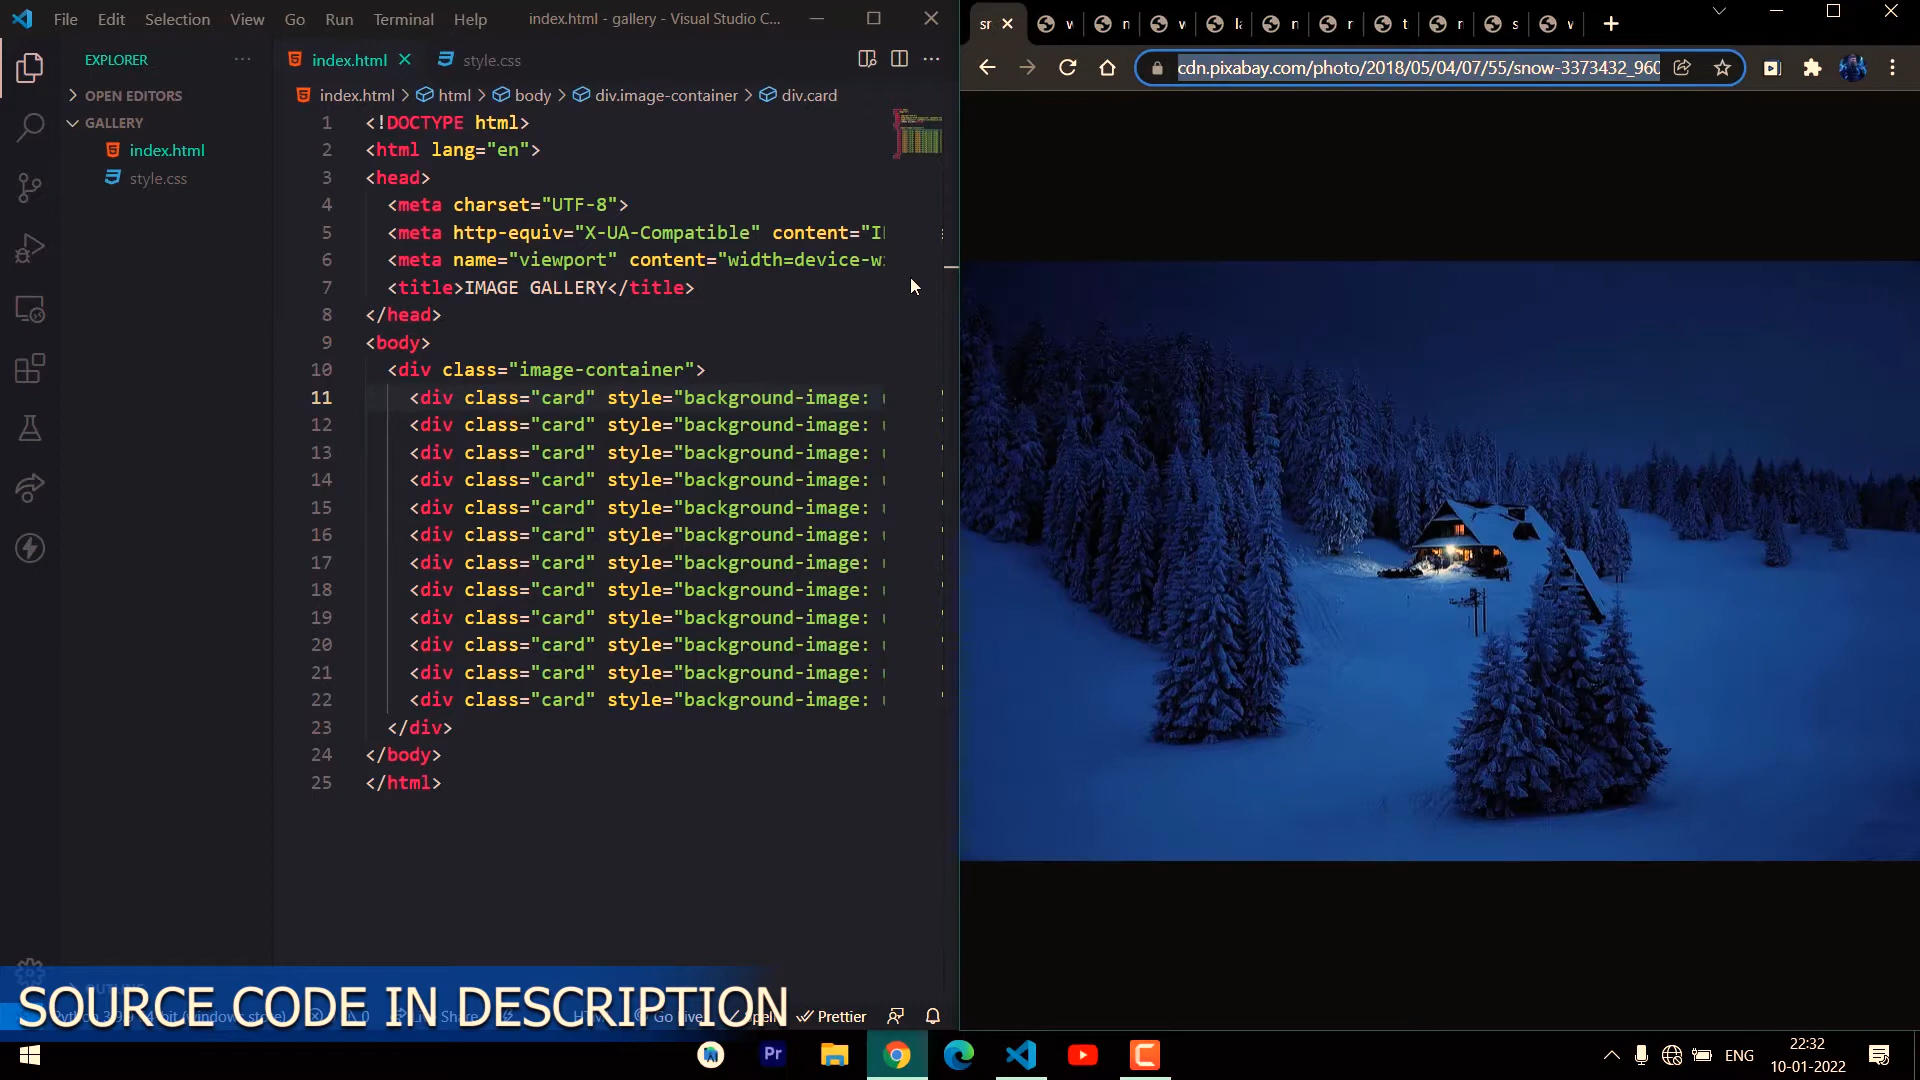 File Edit Selection View Go Run Terminal Help index.html - gallery - Visual Studio C...
EXPLORER
OPEN EDITORS
GALLERY
index.html
style.css
index.html style.css
index.html > html > body > div.image-container > div.card
1 <!DOCTYPE html>
2 <html lang="en">
3 <head>
4 <meta charset="UTF-8">
5 <meta http-equiv="X-UA-Compatible" content="I
6 <meta name="viewport" content="width=device-w
7 <title>IMAGE GALLERY</title>
8 </head>
9 <body>
10 <div class="image-container">
11 <div class="card" style="background-image:
12 <div class="card" style="background-image:
13 <div class="card" style="background-image:
14 <div class="card" style="background-image:
15 <div class="card" style="background-image:
16 <div class="card" style="background-image:
17 <div class="card" style="background-image:
18 <div class="card" style="background-image:
19 <div class="card" style="background-image:
20 <div class="card" style="background-image:
21 <div class="card" style="background-image:
22 <div class="card" style="background-image:
23 </div>
24 </body>
25 </html>
cdn.pixabay.com/photo/2018/05/04/07/55/snow-3373432_960
SOURCE CODE IN DESCRIPTION
Prettier
Pr
ENG
22:32
10-01-2022